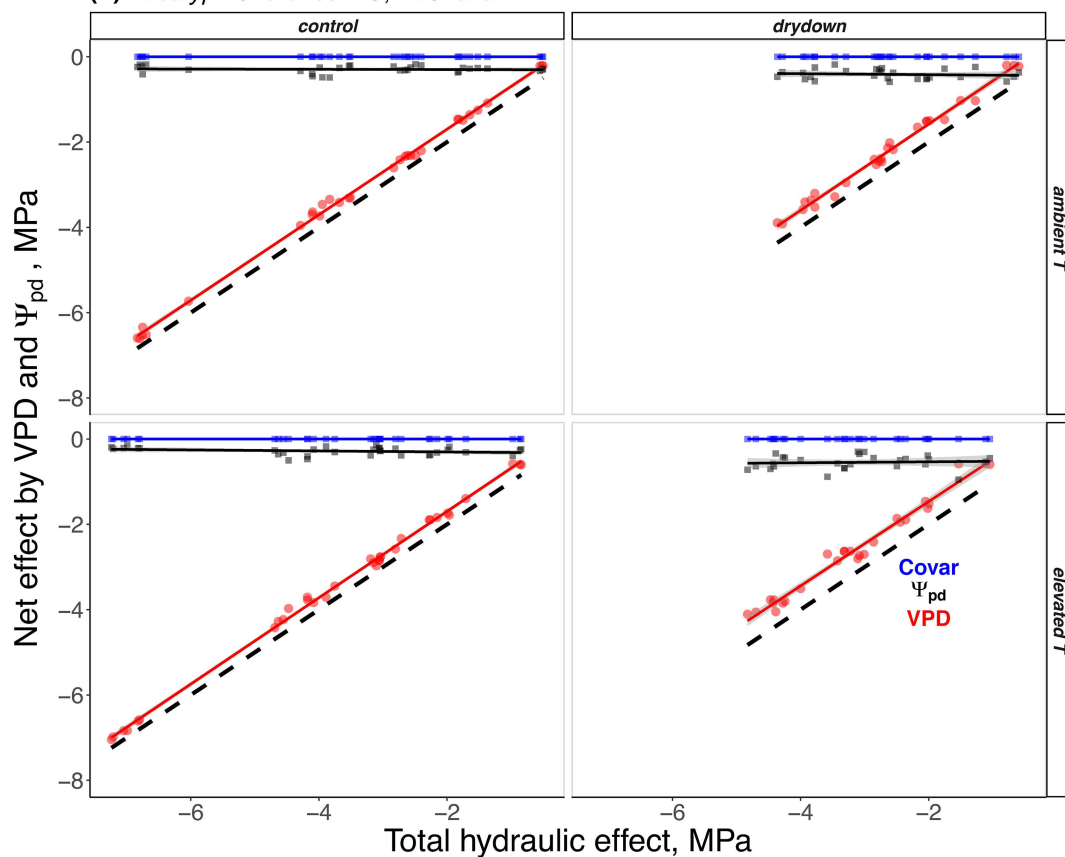 control
drydown
0
−2
−4
−6
−8
ambient T
0
−2
−4
−6
−8
elevated T
Covar
Ψpd
VPD
−6
−4
−2
−6
−4
−2
Net effect by VPD and Ψpd , MPa
Total hydraulic effect, MPa